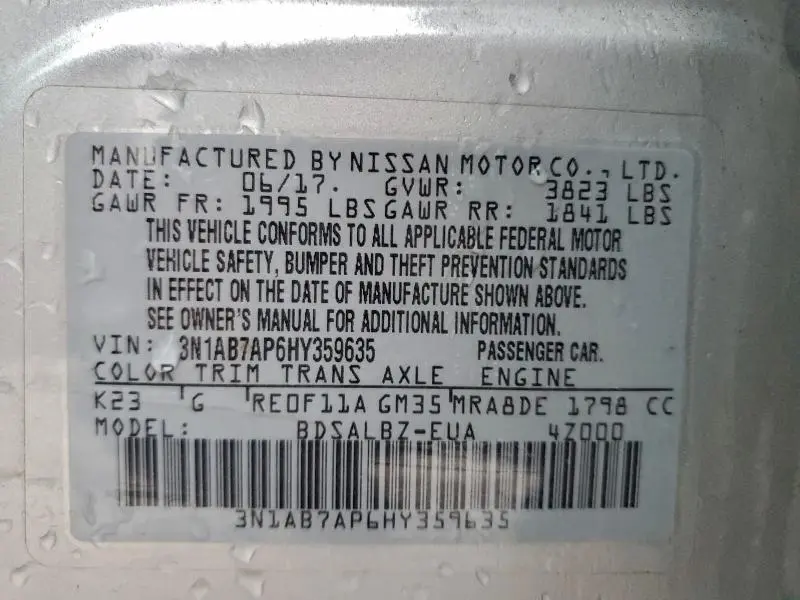 MANUFACTURED BY NISSAN MOTOR CO., LTD.
DATE: 06/17. GVWR: 3823 LBS
GAWR FR: 1995 LBS GAWR RR: 1841 LBS
THIS VEHICLE CONFORMS TO ALL APPLICABLE FEDERAL MOTOR
VEHICLE SAFETY, BUMPER AND THEFT PREVENTION STANDARDS
IN EFFECT ON THE DATE OF MANUFACTURE SHOWN ABOVE.
SEE OWNER'S MANUAL FOR ADDITIONAL INFORMATION.
VIN: 3N1AB7AP6HY359635 PASSENGER CAR.
COLOR TRIM TRANS AXLE ENGINE
K23 G RE0F11A GM35 MRA8DE 1798 CC
MODEL: BDSALBZ-EUA 4Z000
3N1AB7AP6HY359635